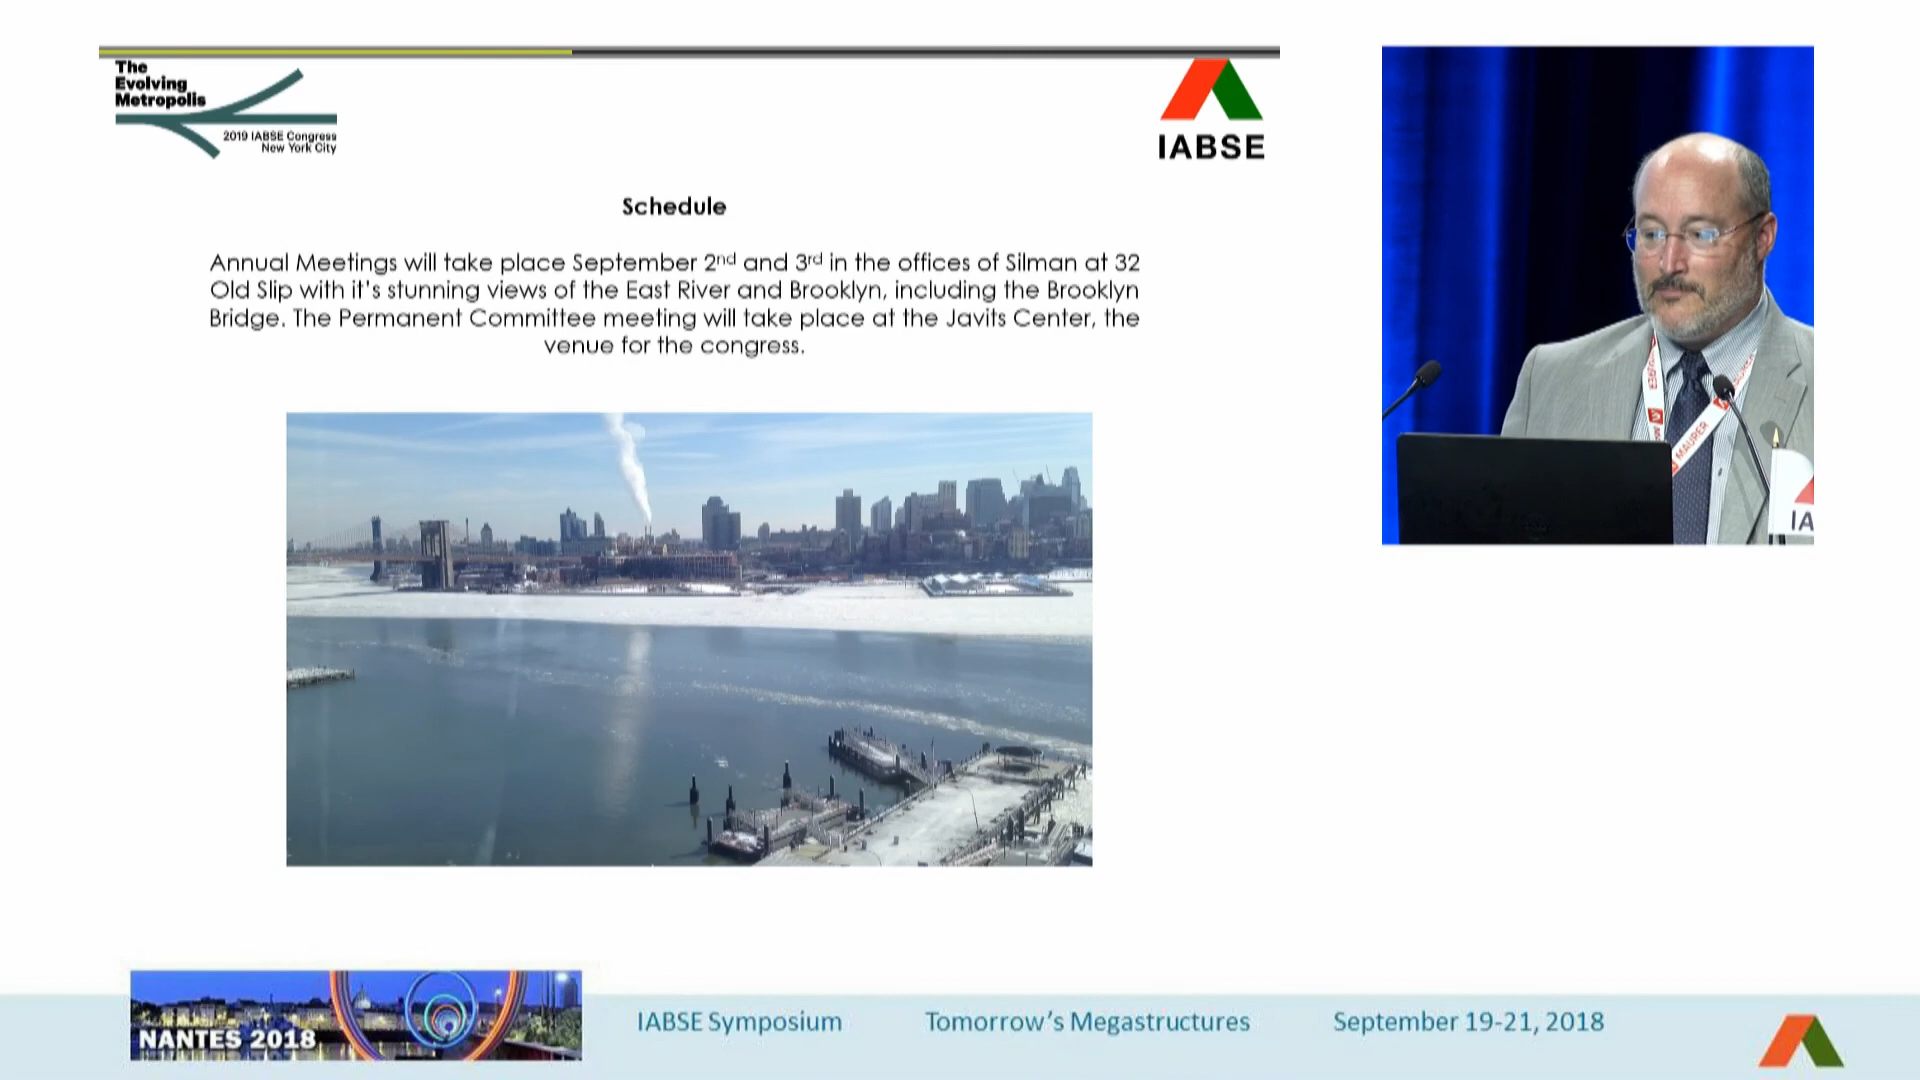 The
Evolving
Metropolis
2019 IABSE Congress
New York City
IABSE
Schedule
Annual Meetings will take place September 2nd and 3rd in the offices of Silman at 32
Old Slip with it's stunning views of the East River and Brooklyn, including the Brooklyn
Bridge. The Permanent Committee meeting will take place at the Javits Center, the
venue for the congress.
MAURER
IA
NANTES 2018
IABSE Symposium
Tomorrow's Megastructures
September 19-21, 2018